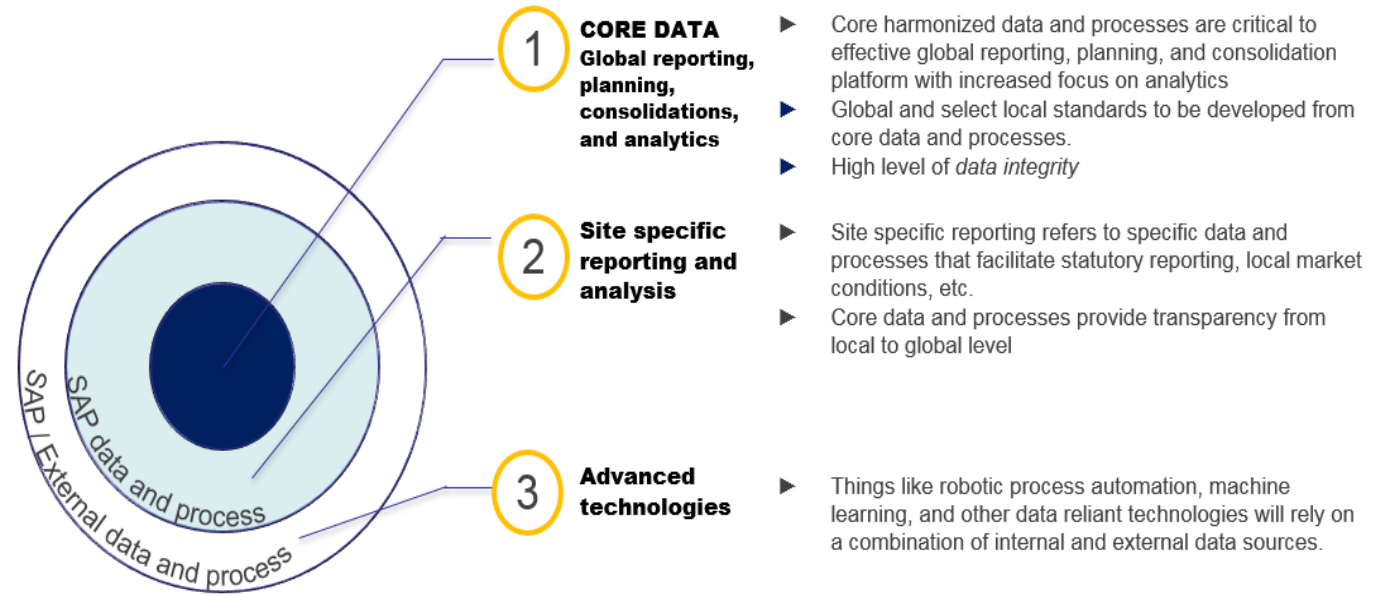 1
CORE DATA
Global reporting,
planning,
consolidations,
and analytics
► Core harmonized data and processes are critical to
effective global reporting, planning, and consolidation
platform with increased focus on analytics
► Global and select local standards to be developed from
core data and processes.
► High level of data integrity
2
Site specific
reporting and
analysis
► Site specific reporting refers to specific data and
processes that facilitate statutory reporting, local market
conditions, etc.
► Core data and processes provide transparency from
local to global level
3
Advanced
technologies
► Things like robotic process automation, machine
learning, and other data reliant technologies will rely on
a combination of internal and external data sources.
SAP data and process
SAP / External data and process